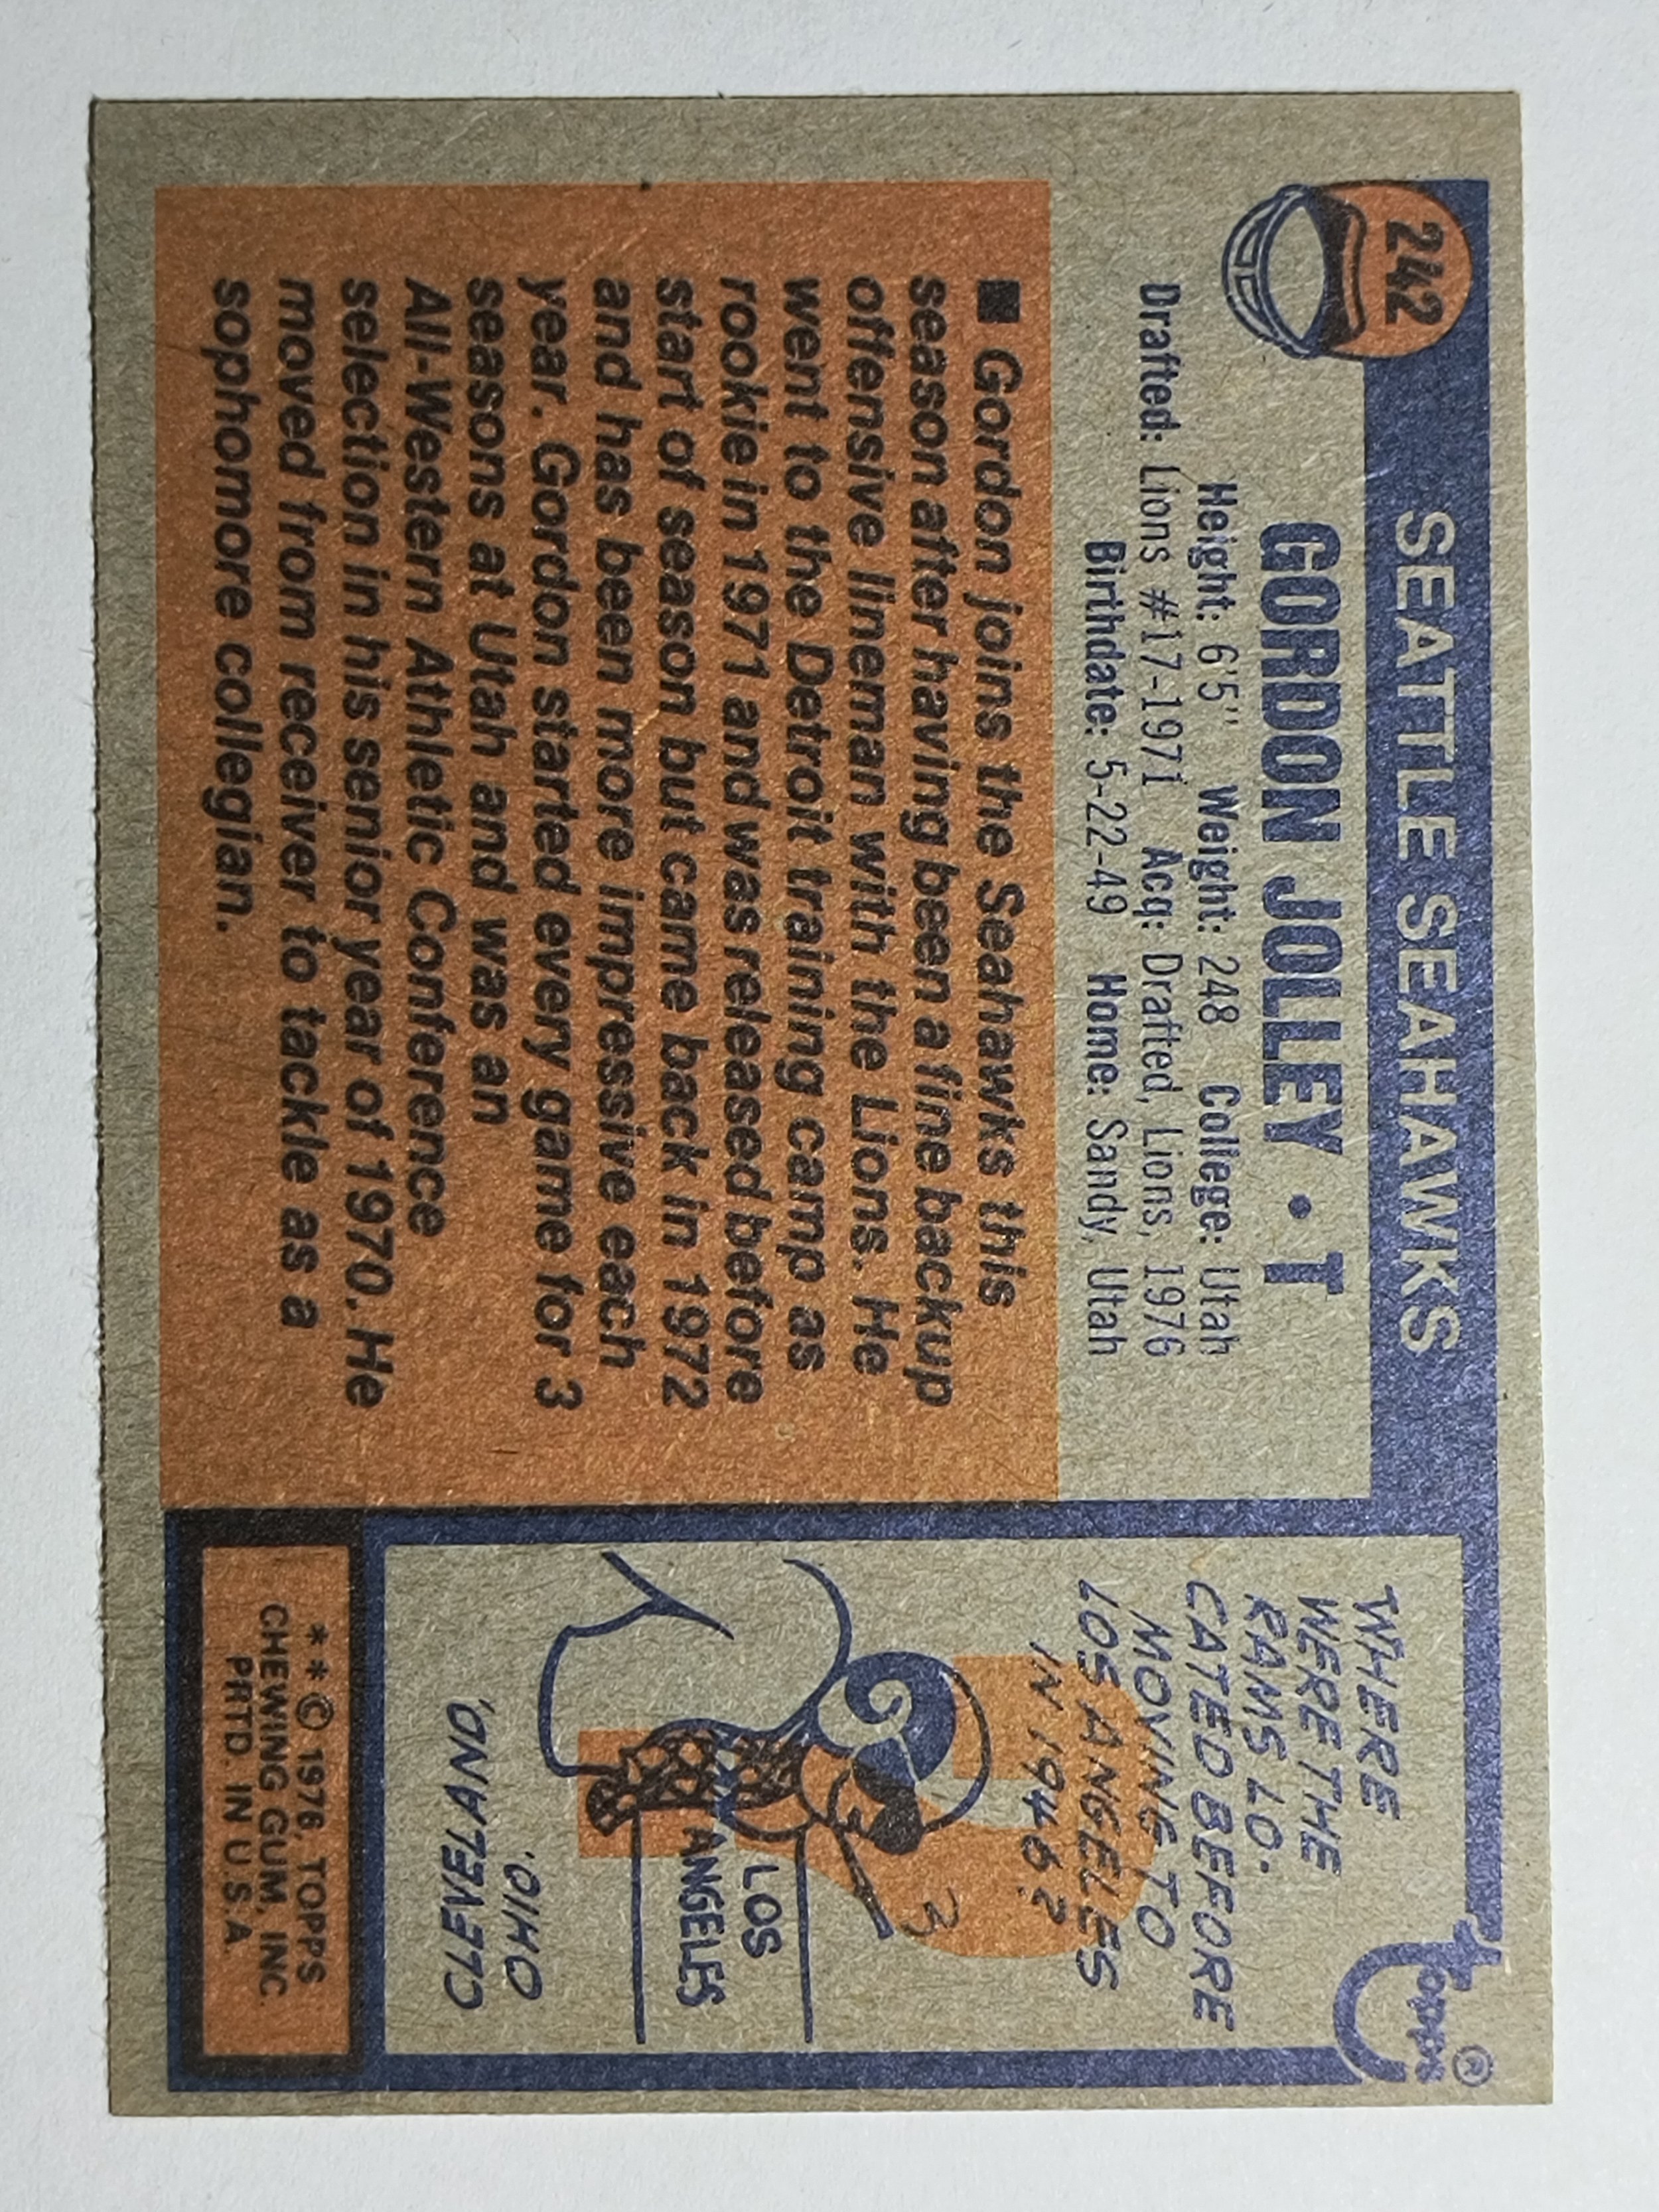 242
SEATTLE SEAHAWKS
GORDON JOLLEY • T
Height: 6'5" Weight: 248 College: Utah
Drafted: Lions #17-1971 Acq: Drafted, Lions, 1976
Birthdate: 5-22-49 Home: Sandy, Utah
■ Gordon joins the Seahawks this
season after having been a fine backup
offensive lineman with the Lions. He
went to the Detroit training camp as
rookie in 1971 and was released before
start of season but came back in 1972
and has been more impressive each
year. Gordon started every game for 3
seasons at Utah and was an
All-Western Athletic Conference
selection in his senior year of 1970. He
moved from receiver to tackle as a
sophomore collegian.
topps ®
WHERE
WERE THE
RAMS LO-
CATED BEFORE
MOVING TO
LOS ANGELES
IN 1946?
LOS
ANGELES
CLEVELAND,
OHIO.
* * © 1976, TOPPS
CHEWING GUM, INC.
PRTD. IN U.S.A.